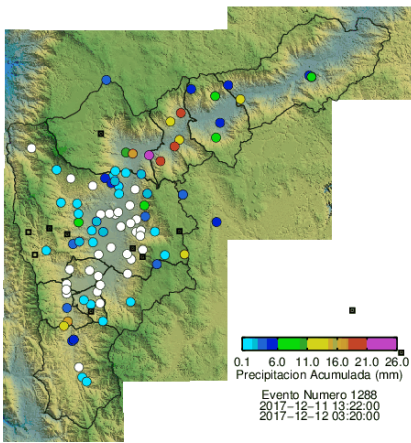 0.1 6.0 11.0 16.0 21.0 26.0
Precipitacion Acumulada (mm)
Evento Numero 1288
2017-12-11 13:22:00
2017-12-12 03:20:00